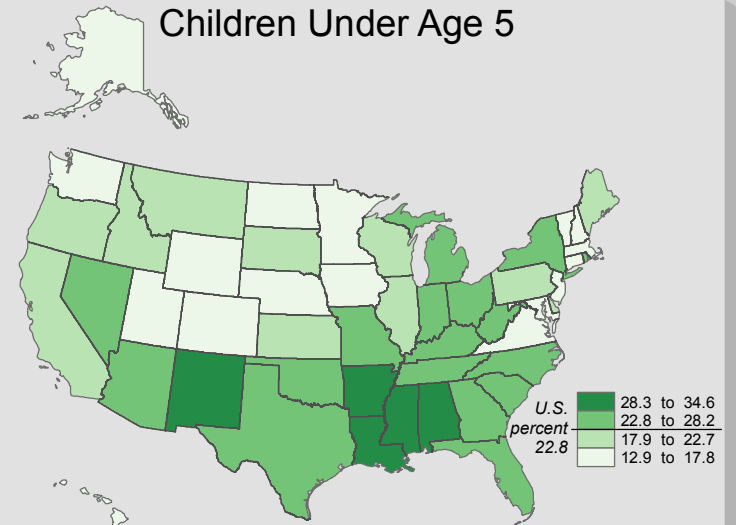 Children Under Age 5
U.S.
percent
22.8
28.3 to 34.6
22.8 to 28.2
17.9 to 22.7
12.9 to 17.8